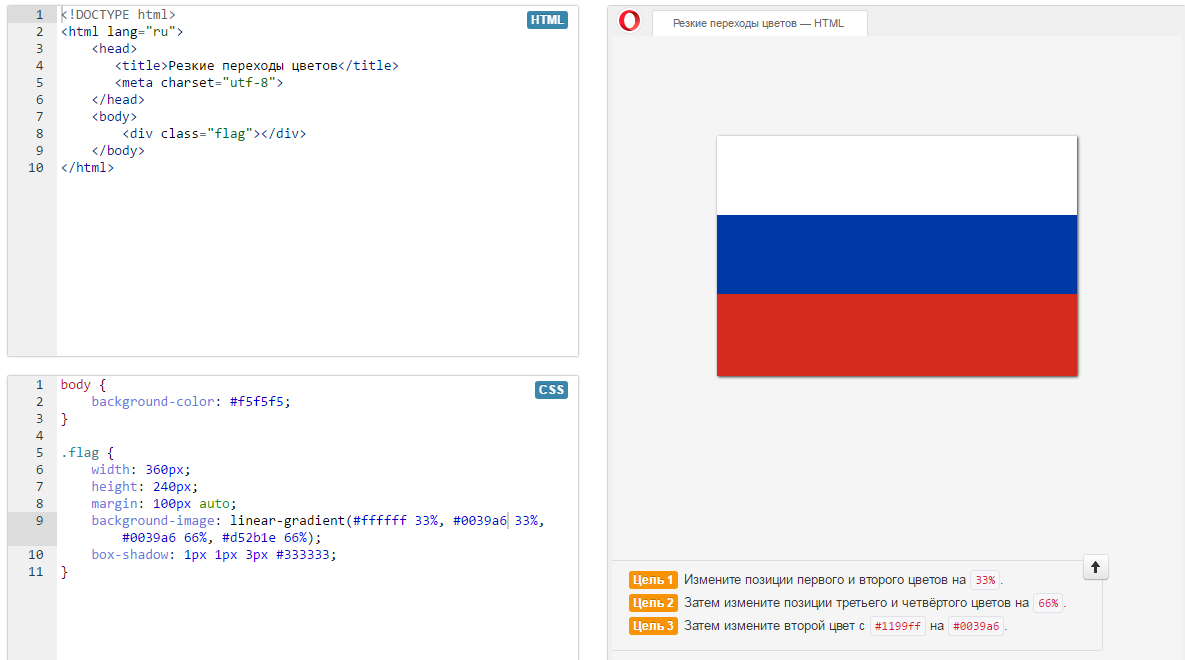 1 <!DOCTYPE html>
HTML
2 <html lang="ru">
3 <head>
4 <title>Резкие переходы цветов</title>
5 <meta charset="utf-8">
6 </head>
7 <body>
8 <div class="flag"></div>
9 </body>
10 </html>
1 body {
CSS
2 background-color: #f5f5f5;
3 }
4
5 .flag {
6 width: 360px;
7 height: 240px;
8 margin: 100px auto;
9 background-image: linear-gradient(#ffffff 33%, #0039a6 33%,
#0039a6 66%, #d52b1e 66%);
10 box-shadow: 1px 1px 3px #333333;
11 }
Резкие переходы цветов — HTML
Цель 1 Измените позиции первого и второго цветов на 33% .
Цель 2 Затем измените позиции третьего и четвёртого цветов на 66% .
Цель 3 Затем измените второй цвет с #1199ff на #0039a6 .